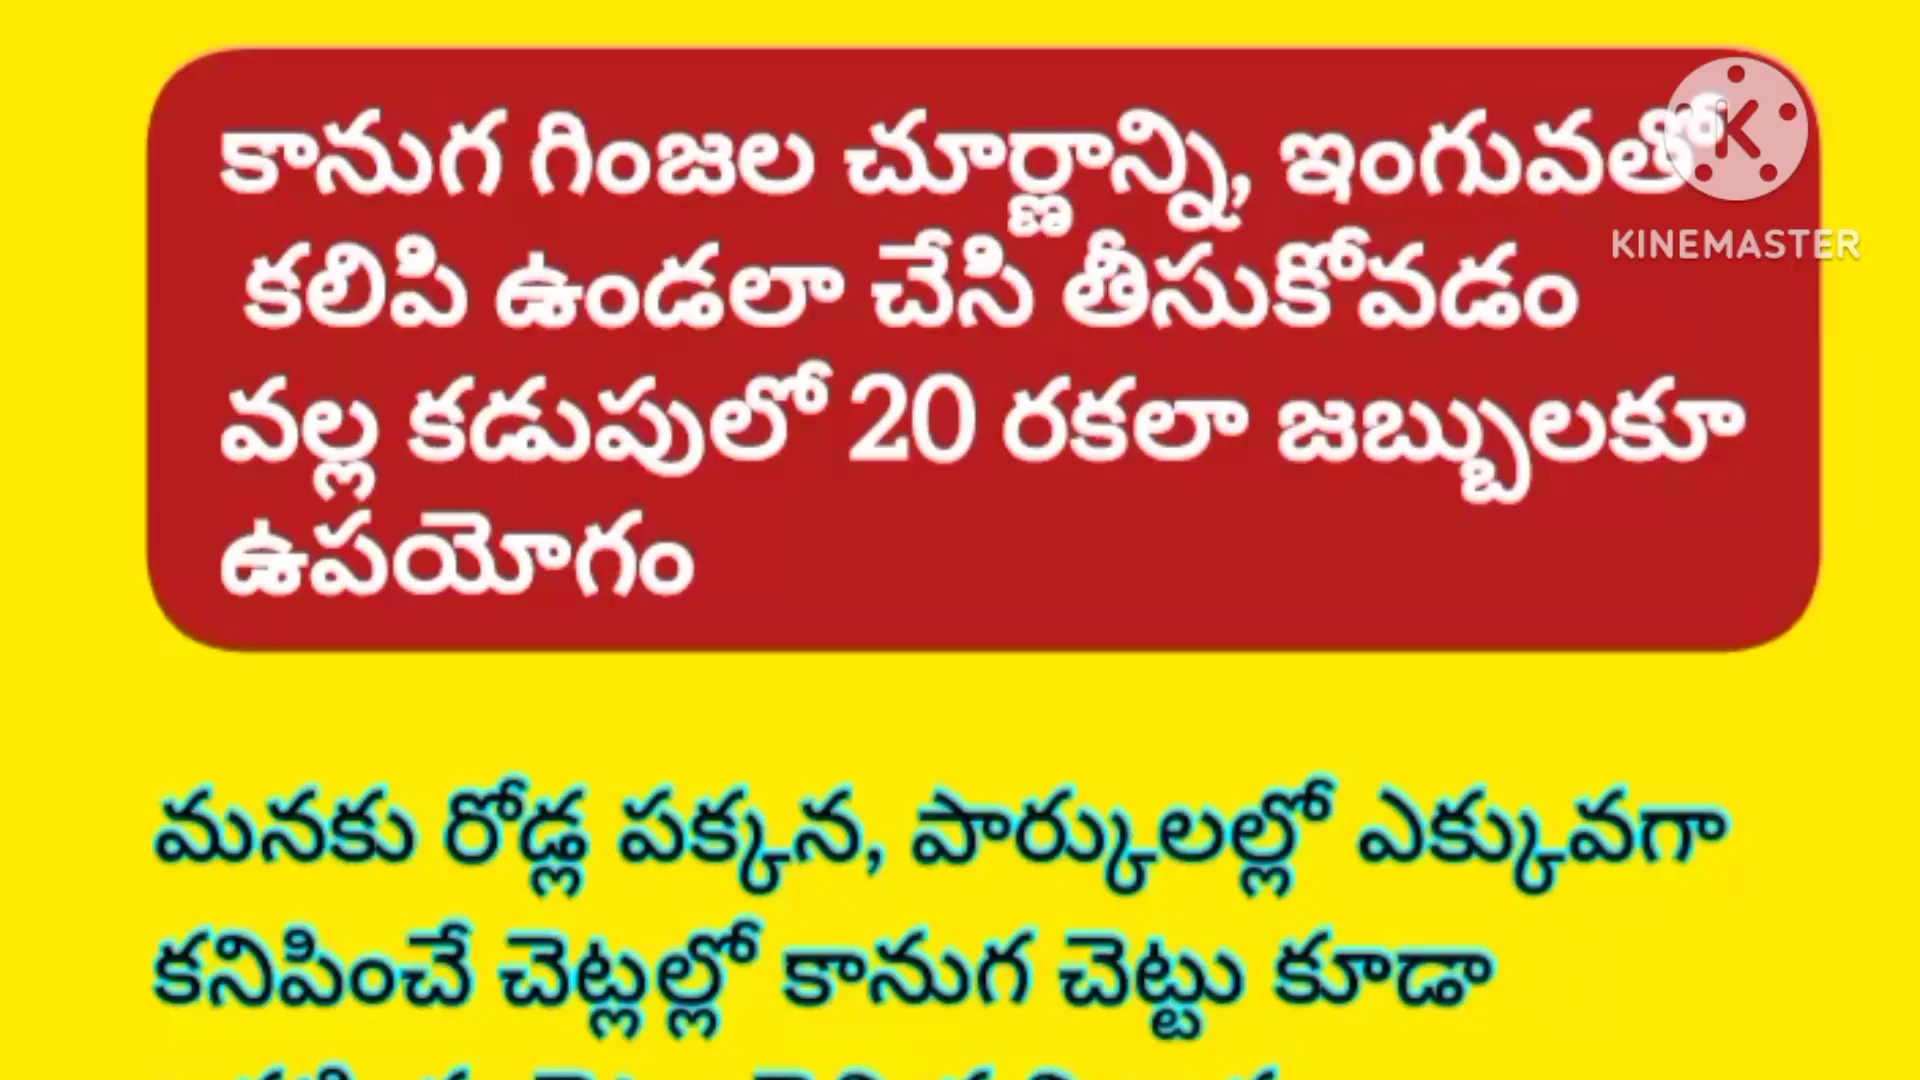 కానుగ గింజల చూర్ణాన్ని, ఇంగువతో
కలిపి ఉండలా చేసి తీసుకోవడం
వల్ల కడుపులో 20 రకలా జబ్బులకూ
ఉపయోగం
KINEMASTER
మనకు రోడ్ల పక్కన, పార్కులల్లో ఎక్కువగా
కనిపించే చెట్లల్లో కానుగ చెట్టు కూడా